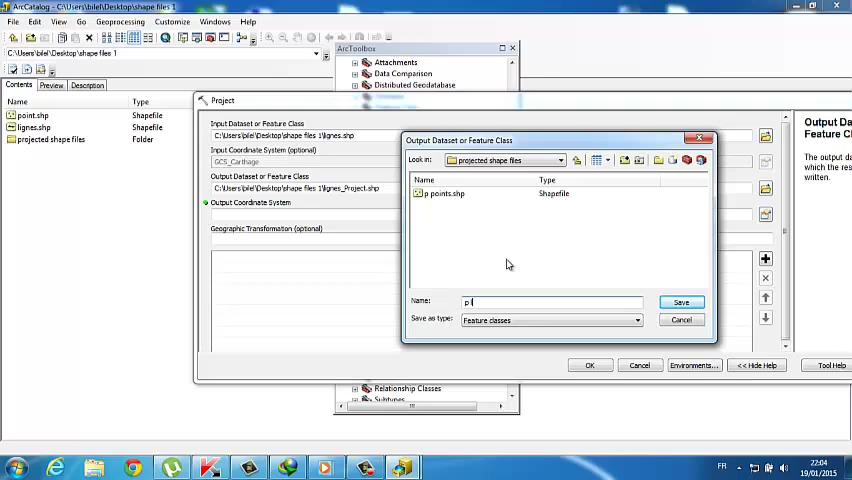 ArcCatalog - C:\Users\bilel\Desktop\shape files 1
File Edit View Go Geoprocessing Customize Windows Help
C:\Users\bilel\Desktop\shape files 1
Contents Preview Description
Name Type
point.shp Shapefile
lignes.shp Shapefile
projected shape files Folder
ArcToolbox
Attachments
Data Comparison
Distributed Geodatabase
Relationship Classes
Subtypes
Project
Input Dataset or Feature Class
C:\Users\bilel\Desktop\shape files 1\lignes.shp
Input Coordinate System (optional)
GCS_Carthage
Output Dataset or Feature Class
C:\Users\bilel\Desktop\shape files 1\lignes_Project.shp
Output Coordinate System
Geographic Transformation (optional)
OK Cancel Environments... << Hide Help Tool Help
Output Dataset or Feature Class
Look in: projected shape files
Name Type
p points.shp Shapefile
Name: p l
Save
Save as type: Feature classes
Cancel
Output Da
Feature C
The output da
which the res
written.
FR
22:04
19/01/2015